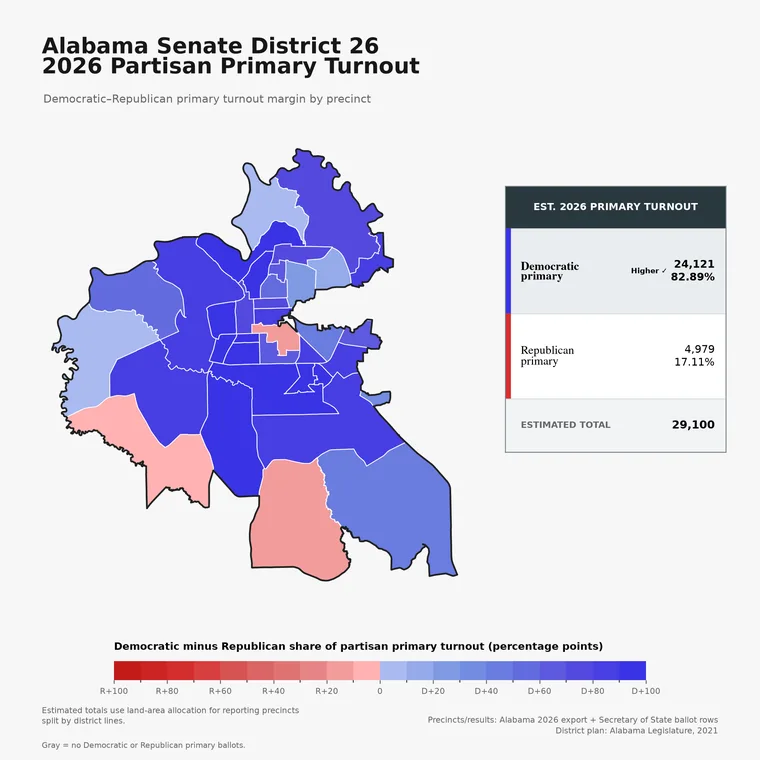 Alabama Senate District 26
2026 Partisan Primary Turnout
Democratic–Republican primary turnout margin by precinct
EST. 2026 PRIMARY TURNOUT
Democratic
primary
Higher ✓
24,121
82.89%
Republican
primary
4,979
17.11%
ESTIMATED TOTAL
29,100
Democratic minus Republican share of partisan primary turnout (percentage points)
R+100 R+80 R+60 R+40 R+20 0 D+20 D+40 D+60 D+80 D+100
Estimated totals use land-area allocation for reporting precincts
split by district lines.
Gray = no Democratic or Republican primary ballots.
Precincts/results: Alabama 2026 export + Secretary of State ballot rows
District plan: Alabama Legislature, 2021